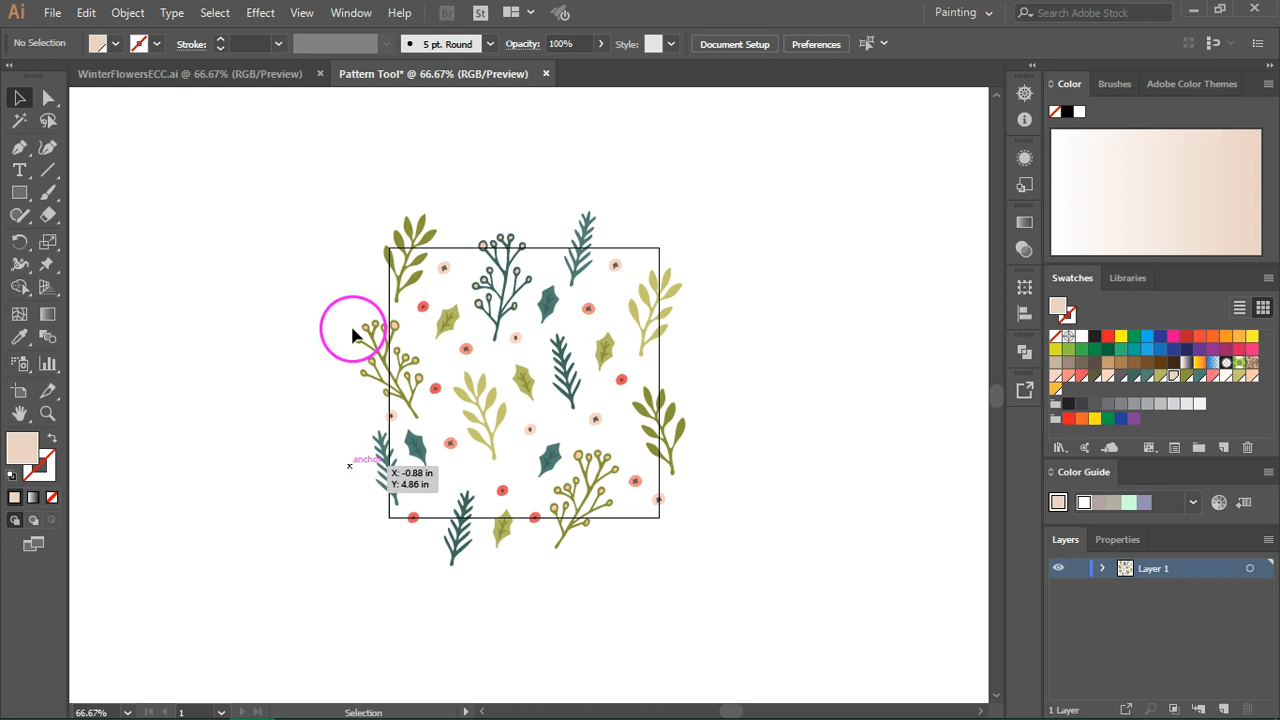 Ai File Edit Object Type Select Effect View Window Help Br St Painting Search Adobe Stock
No Selection Stroke: 5 pt. Round Opacity: 100% Style: Document Setup Preferences
WinterFlowersECC.ai @ 66.67% (RGB/Preview) × Pattern Tool* @ 66.67% (RGB/Preview) ×
Color Brushes Adobe Color Themes
Swatches Libraries
anchor
X: -0.88 in
Y: 4.86 in
Color Guide
Layers Properties
Layer 1
66.67% 1 Selection
1 Layer